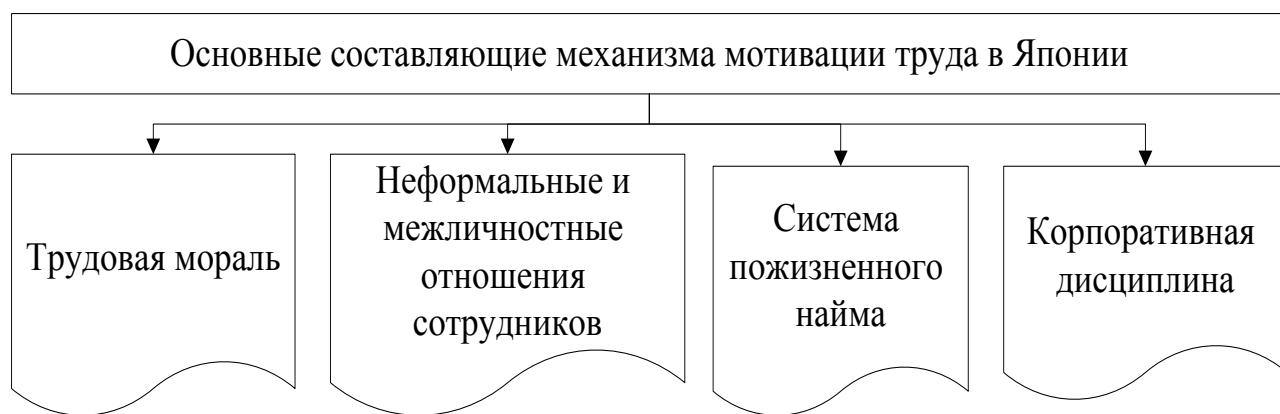 Основные составляющие механизма мотивации труда в Японии
Трудовая мораль
Неформальные и
межличностные
отношения
сотрудников
Система
пожизненного
найма
Корпоративная
дисциплина